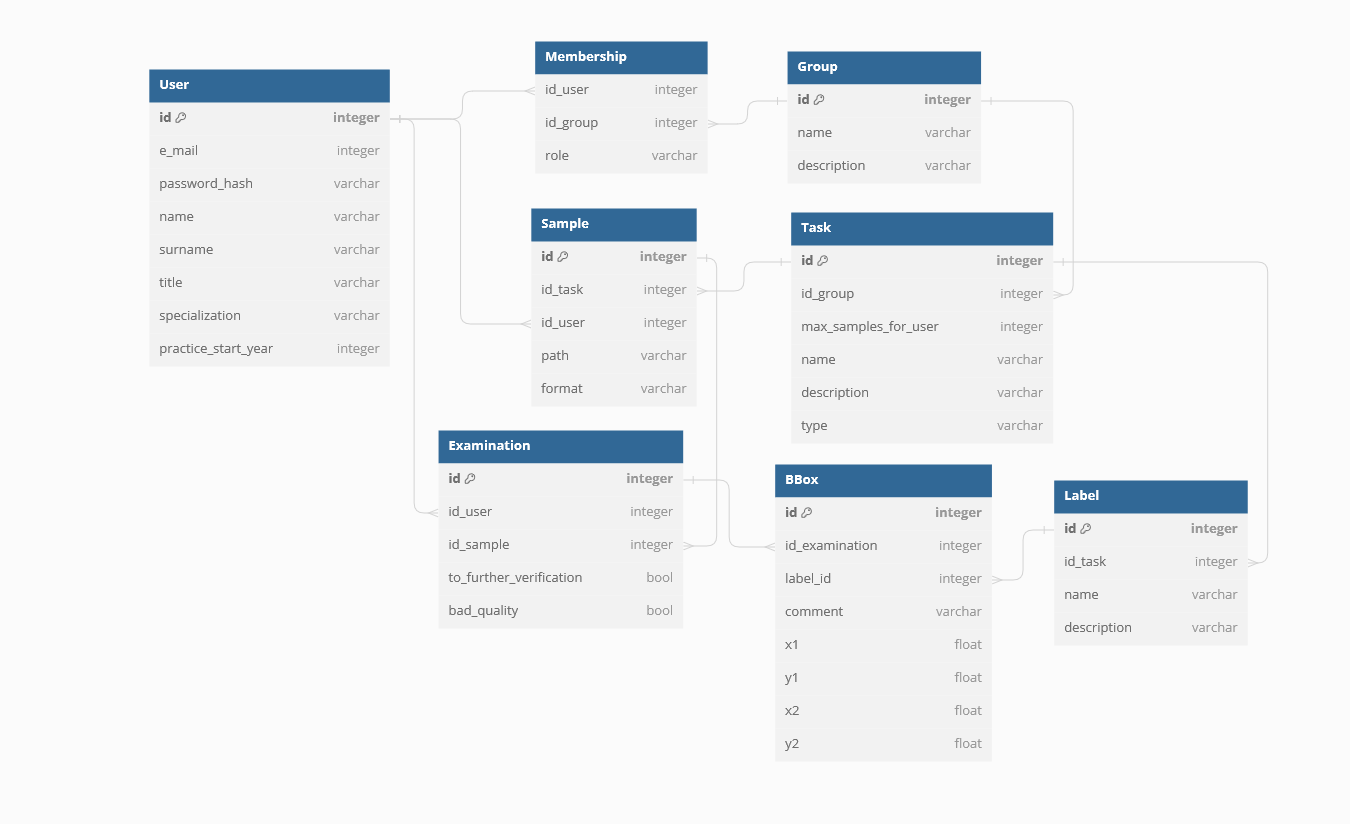 User
id integer
e_mail integer
password_hash varchar
name varchar
surname varchar
title varchar
specialization varchar
practice_start_year integer
Membership
id_user integer
id_group integer
role varchar
Group
id integer
name varchar
description varchar
Sample
id integer
id_task integer
id_user integer
path varchar
format varchar
Task
id integer
id_group integer
max_samples_for_user integer
name varchar
description varchar
type varchar
Examination
id integer
id_user integer
id_sample integer
to_further_verification bool
bad_quality bool
BBox
id integer
id_examination integer
label_id integer
comment varchar
x1 float
y1 float
x2 float
y2 float
Label
id integer
id_task integer
name varchar
description varchar